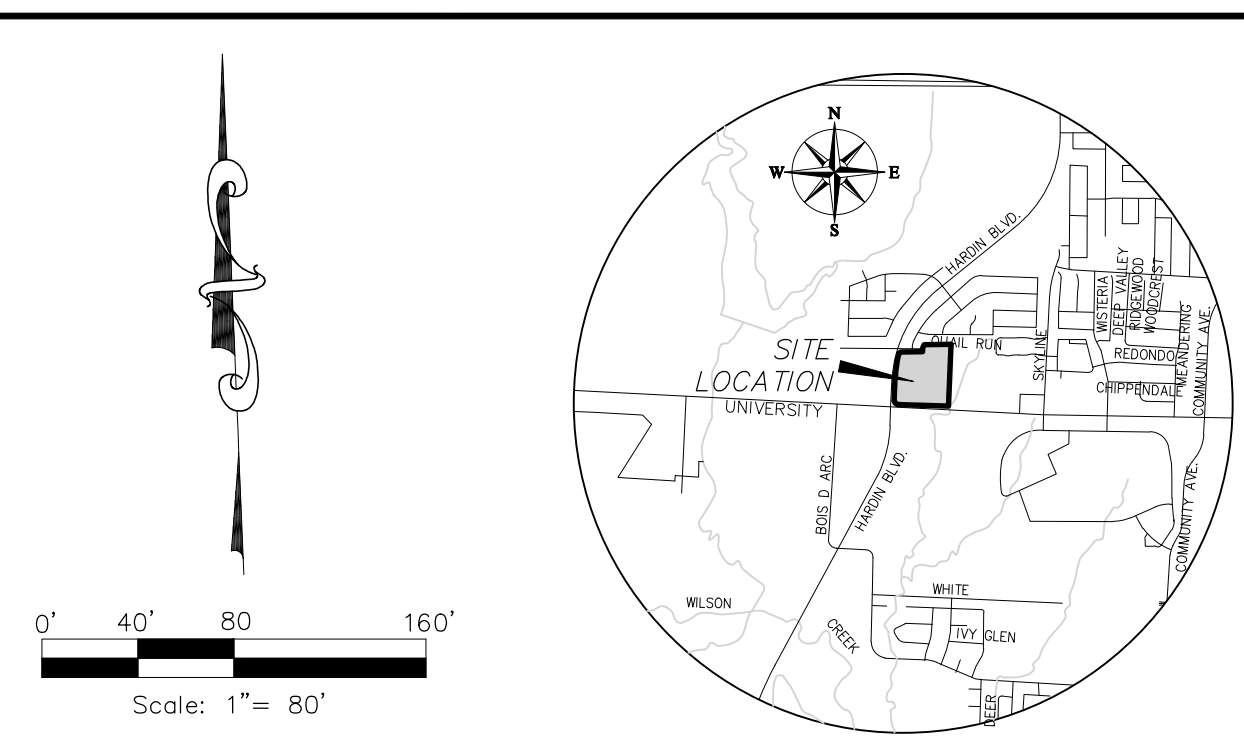 N
W
E
S
HARDIN BLVD.
WISTERIA
DEEP VALLEY
RIDGEWOOD
WOODCREST
MEANDERING
COMMUNITY AVE.
SKYLINE
QUAIL RUN
REDONDO
CHIPPENDALE
SITE
LOCATION
UNIVERSITY
BOIS D ARC
HARDIN BLVD.
COMMUNITY AVE.
WHITE
WILSON
CREEK
IVY GLEN
DEER
0' 40' 80 160'
Scale: 1"= 80'